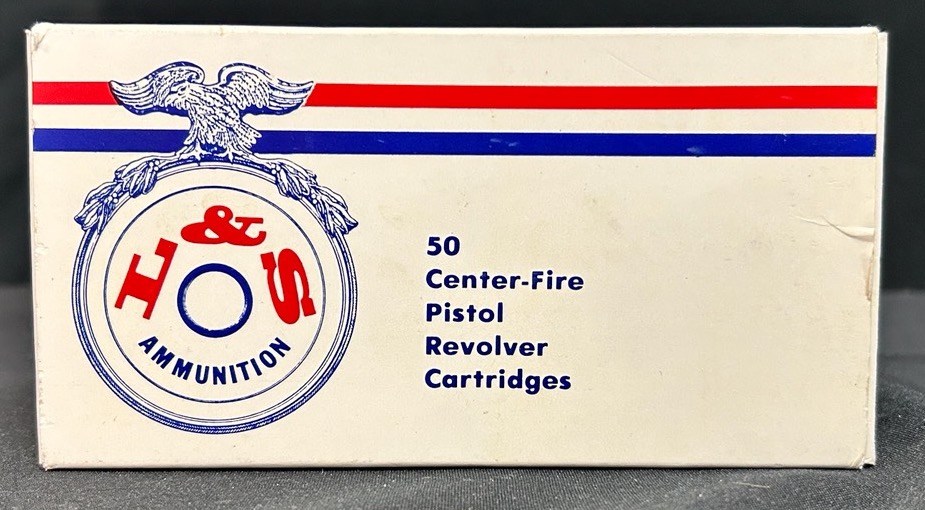 L & S
AMMUNITION
50
Center-Fire
Pistol
Revolver
Cartridges